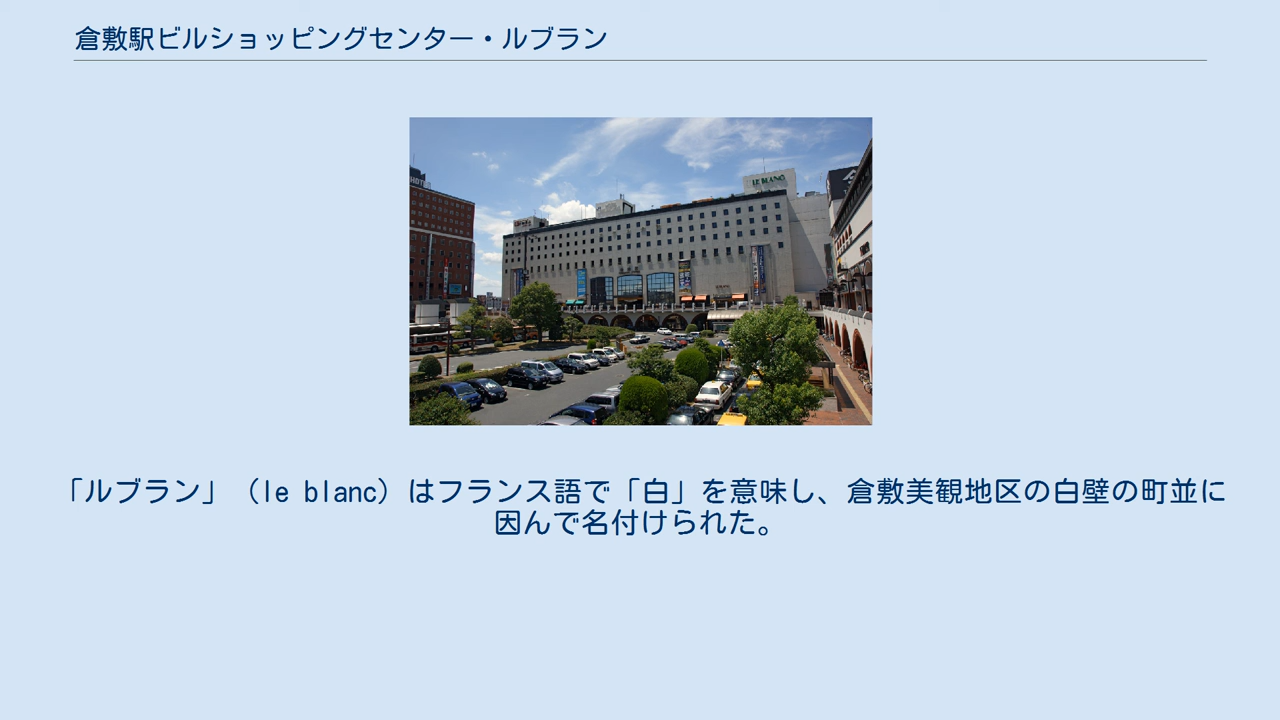 倉敷駅ビルショッピングセンター・ルブラン
HOTEL
LE BLANC
「ルブラン」（le blanc）はフランス語で「白」を意味し、倉敷美観地区の白壁の町並に
因んで名付けられた。